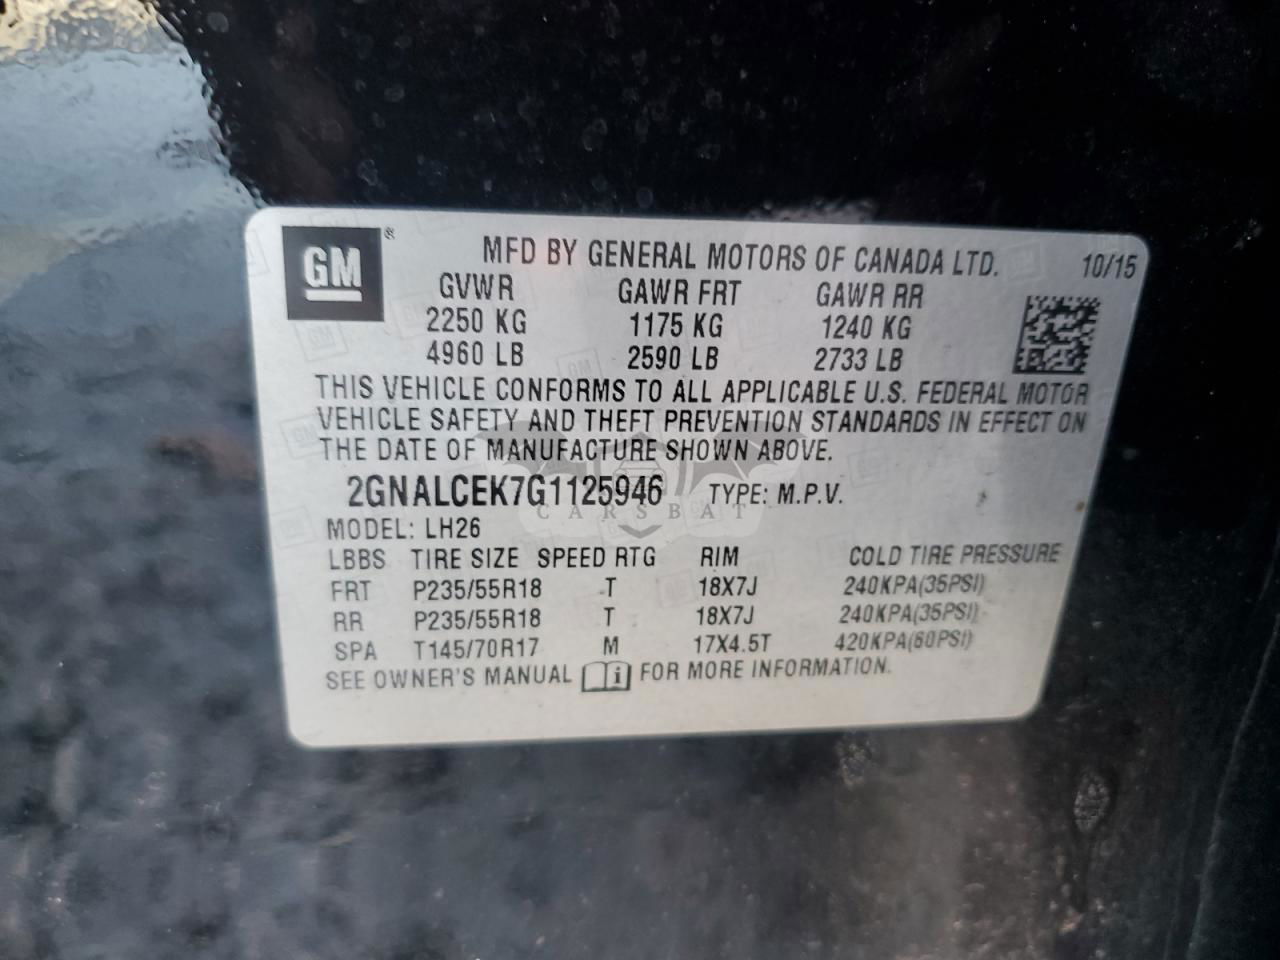 GM ®
MFD BY GENERAL MOTORS OF CANADA LTD. 10/15
GVWR GAWR FRT GAWR RR
2250 KG 1175 KG 1240 KG
4960 LB 2590 LB 2733 LB
THIS VEHICLE CONFORMS TO ALL APPLICABLE U.S. FEDERAL MOTOR
VEHICLE SAFETY AND THEFT PREVENTION STANDARDS IN EFFECT ON
THE DATE OF MANUFACTURE SHOWN ABOVE.
2GNALCEK7G1125946 TYPE: M.P.V.
CARSBAT
MODEL: LH26
LBBS TIRE SIZE SPEED RTG RIM COLD TIRE PRESSURE
FRT P235/55R18 T 18X7J 240KPA(35PSI)
RR P235/55R18 T 18X7J 240KPA(35PSI)
SPA T145/70R17 M 17X4.5T 420KPA(60PSI)
SEE OWNER'S MANUAL i FOR MORE INFORMATION.